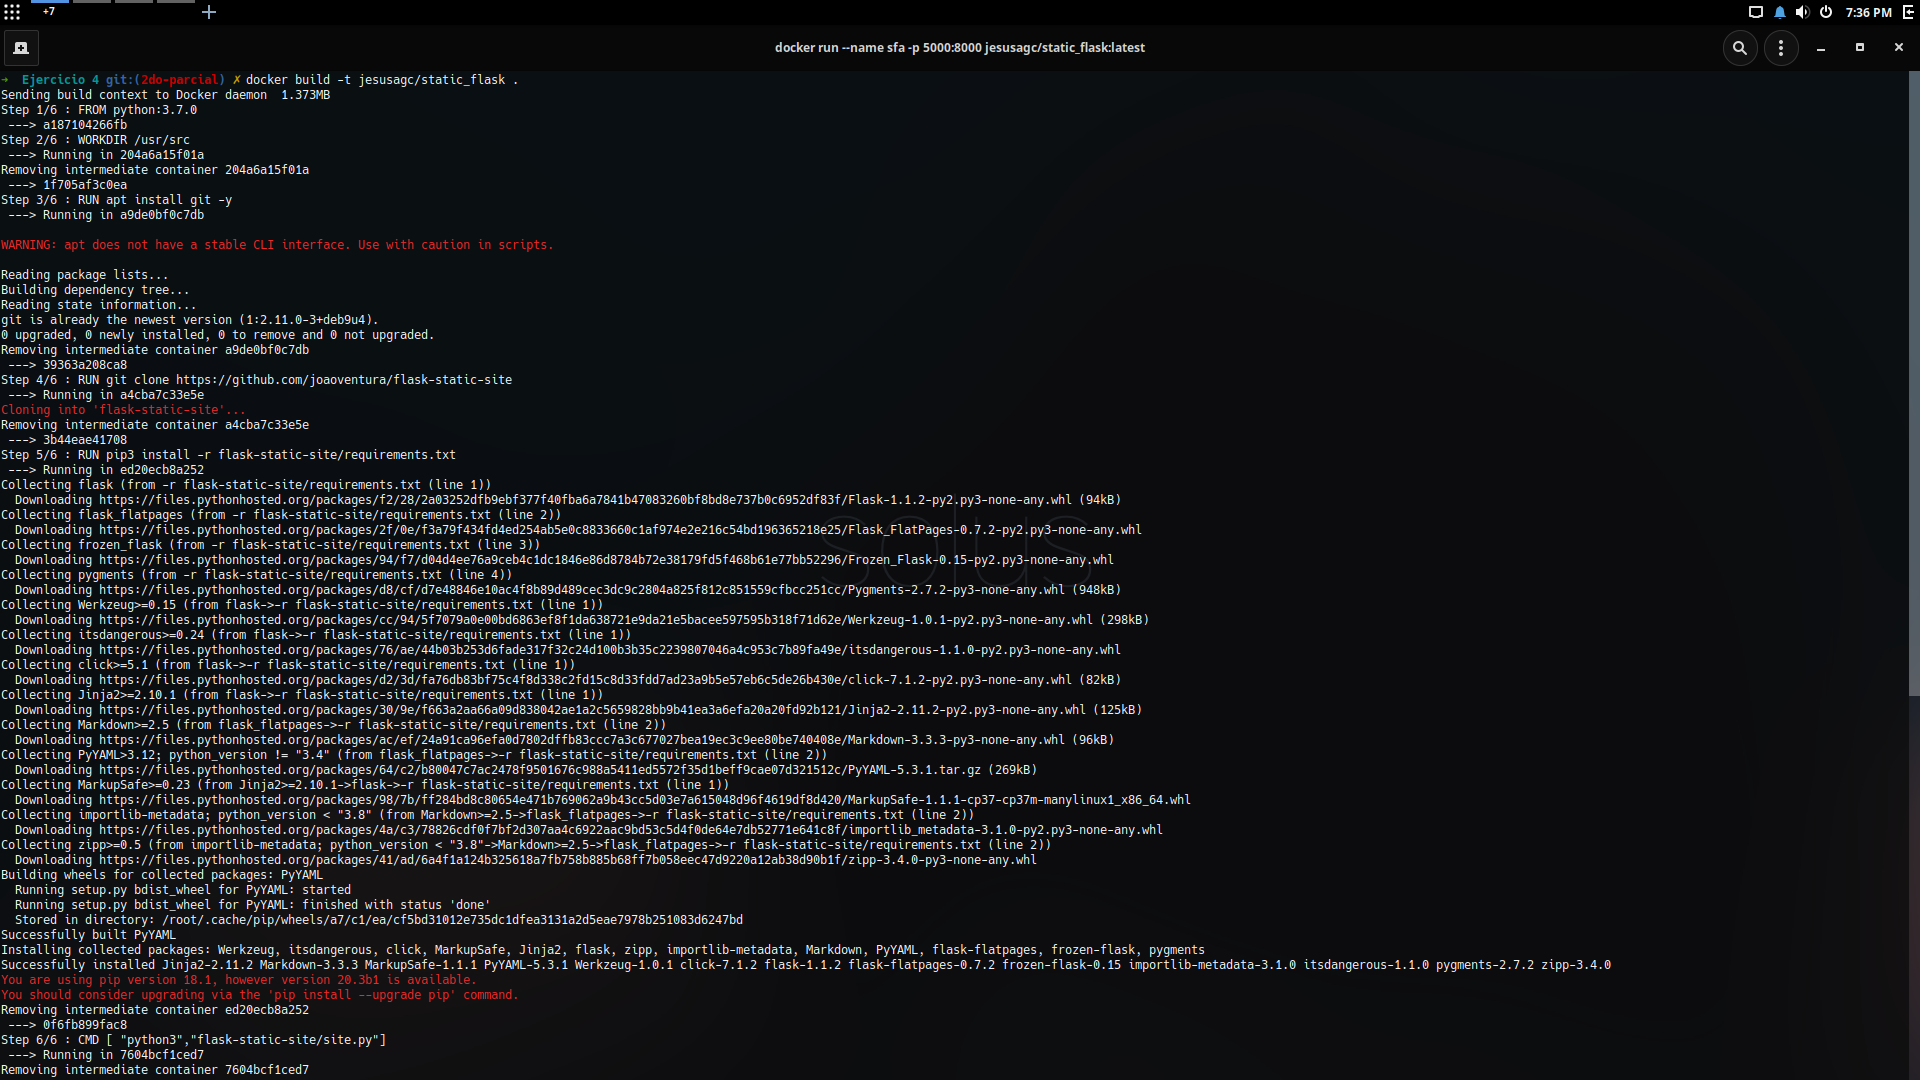 +7
7:36 PM
docker run --name sfa -p 5000:8000 jesusagc/static_flask:latest
→  Ejercicio 4 git:(2do-parcial) ✗ docker build -t jesusagc/static_flask .
Sending build context to Docker daemon  1.373MB
Step 1/6 : FROM python:3.7.0
 ---> a187104266fb
Step 2/6 : WORKDIR /usr/src
 ---> Running in 204a6a15f01a
Removing intermediate container 204a6a15f01a
 ---> 1f705af3c0ea
Step 3/6 : RUN apt install git -y
 ---> Running in a9de0bf0c7db
WARNING: apt does not have a stable CLI interface. Use with caution in scripts.
Reading package lists...
Building dependency tree...
Reading state information...
git is already the newest version (1:2.11.0-3+deb9u4).
0 upgraded, 0 newly installed, 0 to remove and 0 not upgraded.
Removing intermediate container a9de0bf0c7db
 ---> 39363a208ca8
Step 4/6 : RUN git clone https://github.com/joaoventura/flask-static-site
 ---> Running in a4cba7c33e5e
Cloning into 'flask-static-site'...
Removing intermediate container a4cba7c33e5e
 ---> 3b44eae41708
Step 5/6 : RUN pip3 install -r flask-static-site/requirements.txt
 ---> Running in ed20ecb8a252
Collecting flask (from -r flask-static-site/requirements.txt (line 1))
  Downloading https://files.pythonhosted.org/packages/f2/28/2a03252dfb9ebf377f40fba6a7841b47083260bf8bd8e737b0c6952df83f/Flask-1.1.2-py2.py3-none-any.whl (94kB)
Collecting flask_flatpages (from -r flask-static-site/requirements.txt (line 2))
  Downloading https://files.pythonhosted.org/packages/2f/0e/f3a79f434fd4ed254ab5e0c8833660c1af974e2e216c54bd196365218e25/Flask_FlatPages-0.7.2-py2.py3-none-any.whl
Collecting frozen_flask (from -r flask-static-site/requirements.txt (line 3))
  Downloading https://files.pythonhosted.org/packages/94/f7/d04d4ee76a9ceb4c1dc1846e86d8784b72e38179fd5f468b61e77bb52296/Frozen_Flask-0.15-py2.py3-none-any.whl
Collecting pygments (from -r flask-static-site/requirements.txt (line 4))
  Downloading https://files.pythonhosted.org/packages/d8/cf/d7e48846e10ac4f8b89d489cec3dc9c2804a825f812c851559cfbcc251cc/Pygments-2.7.2-py3-none-any.whl (948kB)
Collecting Werkzeug>=0.15 (from flask->-r flask-static-site/requirements.txt (line 1))
  Downloading https://files.pythonhosted.org/packages/cc/94/5f7079a0e00bd6863ef8f1da638721e9da21e5bacee597595b318f71d62e/Werkzeug-1.0.1-py2.py3-none-any.whl (298kB)
Collecting itsdangerous>=0.24 (from flask->-r flask-static-site/requirements.txt (line 1))
  Downloading https://files.pythonhosted.org/packages/76/ae/44b03b253d6fade317f32c24d100b3b35c2239807046a4c953c7b89fa49e/itsdangerous-1.1.0-py2.py3-none-any.whl
Collecting click>=5.1 (from flask->-r flask-static-site/requirements.txt (line 1))
  Downloading https://files.pythonhosted.org/packages/d2/3d/fa76db83bf75c4f8d338c2fd15c8d33fdd7ad23a9b5e57eb6c5de26b430e/click-7.1.2-py2.py3-none-any.whl (82kB)
Collecting Jinja2>=2.10.1 (from flask->-r flask-static-site/requirements.txt (line 1))
  Downloading https://files.pythonhosted.org/packages/30/9e/f663a2aa66a09d838042ae1a2c5659828bb9b41ea3a6efa20a20fd92b121/Jinja2-2.11.2-py2.py3-none-any.whl (125kB)
Collecting Markdown>=2.5 (from flask_flatpages->-r flask-static-site/requirements.txt (line 2))
  Downloading https://files.pythonhosted.org/packages/ac/ef/24a91ca96efa0d7802dffb83ccc7a3c677027bea19ec3c9ee80be740408e/Markdown-3.3.3-py3-none-any.whl (96kB)
Collecting PyYAML>3.12; python_version != "3.4" (from flask_flatpages->-r flask-static-site/requirements.txt (line 2))
  Downloading https://files.pythonhosted.org/packages/64/c2/b80047c7ac2478f9501676c988a5411ed5572f35d1beff9cae07d321512c/PyYAML-5.3.1.tar.gz (269kB)
Collecting MarkupSafe>=0.23 (from Jinja2>=2.10.1->flask->-r flask-static-site/requirements.txt (line 1))
  Downloading https://files.pythonhosted.org/packages/98/7b/ff284bd8c80654e471b769062a9b43cc5d03e7a615048d96f4619df8d420/MarkupSafe-1.1.1-cp37-cp37m-manylinux1_x86_64.whl
Collecting importlib-metadata; python_version < "3.8" (from Markdown>=2.5->flask_flatpages->-r flask-static-site/requirements.txt (line 2))
  Downloading https://files.pythonhosted.org/packages/4a/c3/78826cdf0f7bf2d307aa4c6922aac9bd53c5d4f0de64e7db52771e641c8f/importlib_metadata-3.1.0-py2.py3-none-any.whl
Collecting zipp>=0.5 (from importlib-metadata; python_version < "3.8"->Markdown>=2.5->flask_flatpages->-r flask-static-site/requirements.txt (line 2))
  Downloading https://files.pythonhosted.org/packages/41/ad/6a4f1a124b325618a7fb758b885b68ff7b058eec47d9220a12ab38d90b1f/zipp-3.4.0-py3-none-any.whl
Building wheels for collected packages: PyYAML
  Running setup.py bdist_wheel for PyYAML: started
  Running setup.py bdist_wheel for PyYAML: finished with status 'done'
  Stored in directory: /root/.cache/pip/wheels/a7/c1/ea/cf5bd31012e735dc1dfea3131a2d5eae7978b251083d6247bd
Successfully built PyYAML
Installing collected packages: Werkzeug, itsdangerous, click, MarkupSafe, Jinja2, flask, zipp, importlib-metadata, Markdown, PyYAML, flask-flatpages, frozen-flask, pygments
Successfully installed Jinja2-2.11.2 Markdown-3.3.3 MarkupSafe-1.1.1 PyYAML-5.3.1 Werkzeug-1.0.1 click-7.1.2 flask-1.1.2 flask-flatpages-0.7.2 frozen-flask-0.15 importlib-metadata-3.1.0 itsdangerous-1.1.0 pygments-2.7.2 zipp-3.4.0
You are using pip version 18.1, however version 20.3b1 is available.
You should consider upgrading via the 'pip install --upgrade pip' command.
Removing intermediate container ed20ecb8a252
 ---> 0f6fb899fac8
Step 6/6 : CMD [ "python3","flask-static-site/site.py"]
 ---> Running in 7604bcf1ced7
Removing intermediate container 7604bcf1ced7
solus